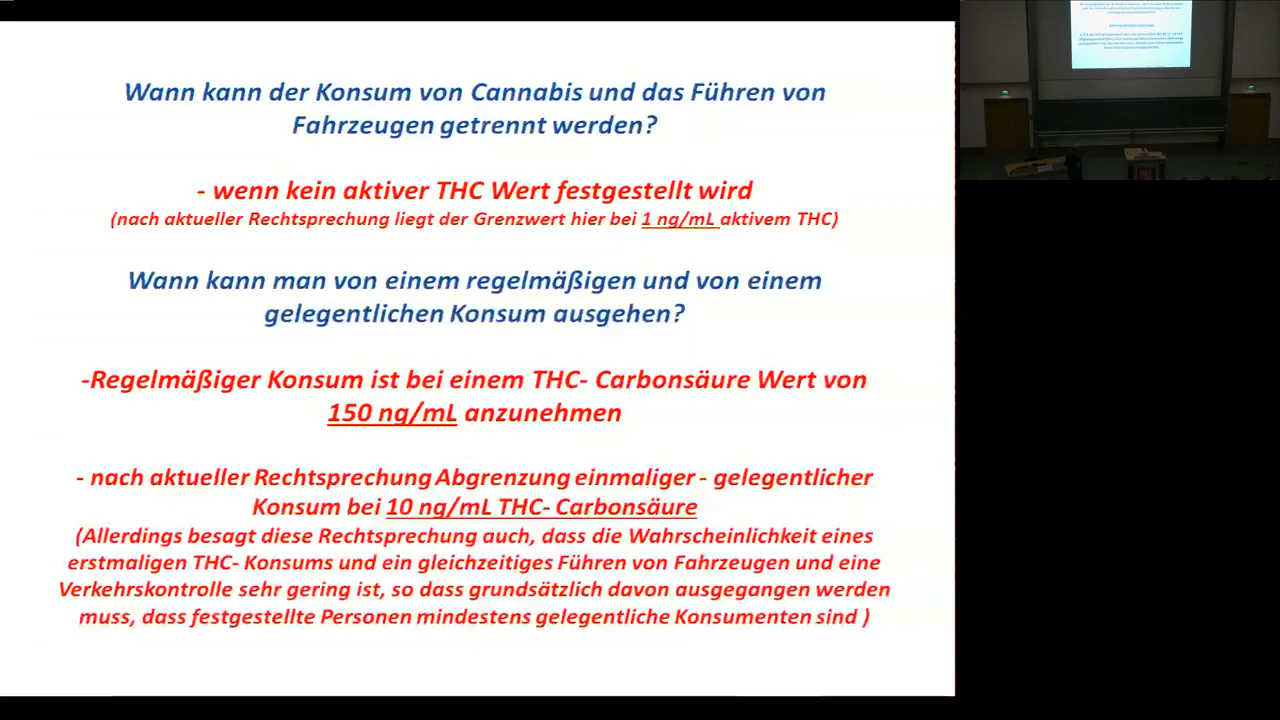 Wann kann der Konsum von Cannabis und das Führen von
Fahrzeugen getrennt werden?
- wenn kein aktiver THC Wert festgestellt wird
(nach aktueller Rechtsprechung liegt der Grenzwert hier bei 1 ng/mL aktivem THC)
Wann kann man von einem regelmäßigen und von einem
gelegentlichen Konsum ausgehen?
-Regelmäßiger Konsum ist bei einem THC- Carbonsäure Wert von
150 ng/mL anzunehmen
- nach aktueller Rechtsprechung Abgrenzung einmaliger - gelegentlicher
Konsum bei 10 ng/mL THC- Carbonsäure
(Allerdings besagt diese Rechtsprechung auch, dass die Wahrscheinlichkeit eines
erstmaligen THC- Konsums und ein gleichzeitiges Führen von Fahrzeugen und eine
Verkehrskontrolle sehr gering ist, so dass grundsätzlich davon ausgegangen werden
muss, dass festgestellte Personen mindestens gelegentliche Konsumenten sind )